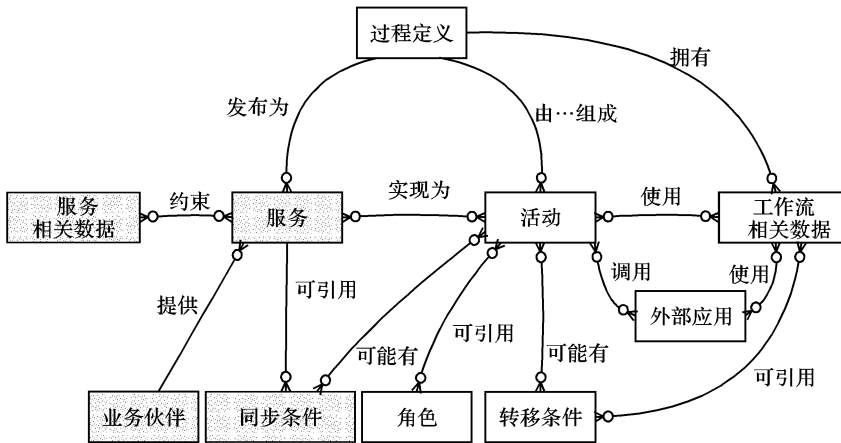 过程定义
拥有
发布为
由…组成
服务
相关数据
约束
服务
实现为
活动
使用
工作流
相关数据
提供
可引用
调用
使用
外部应用
可能有
可引用
可能有
可引用
业务伙伴
同步条件
角色
转移条件